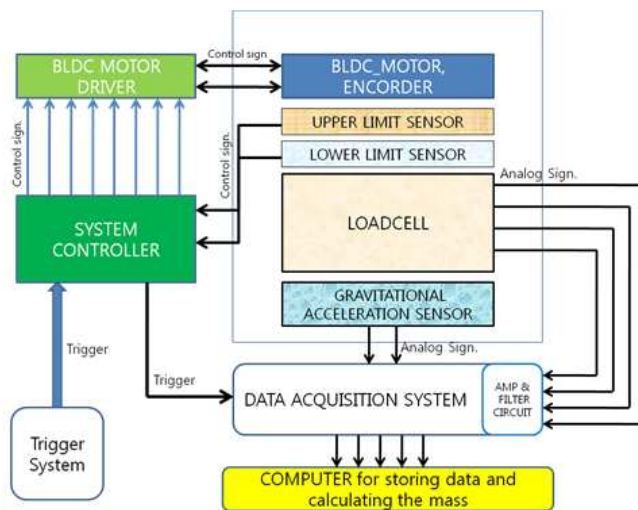 BLDC MOTOR
DRIVER
Control sign
BLDC_MOTOR,
ENCORDER
UPPER LIMIT SENSOR
LOWER LIMIT SENSOR
Control sign.
Control sign.
Analog Sign.
LOADCELL
SYSTEM
CONTROLLER
GRAVITATIONAL
ACCELERATION SENSOR
Trigger
Analog Sign.
Trigger
DATA ACQUISITION SYSTEM
AMP &
FILTER
CIRCUIT
Trigger
System
COMPUTER for storing data and
calculating the mass